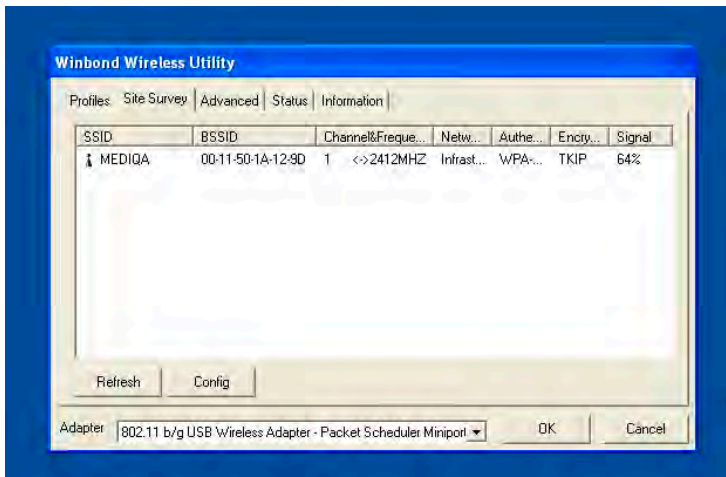 Winbond Wireless Utility
Profiles Site Survey Advanced Status Information
SSID BSSID Channel&Freque... Netw... Authe... Encry... Signal
MEDIQA 00-11-50-1A-12-9D 1 <->2412MHZ Infrast... WPA-... TKIP 64%
Refresh Config
Adapter 802.11 b/g USB Wireless Adapter - Packet Scheduler Miniport OK Cancel